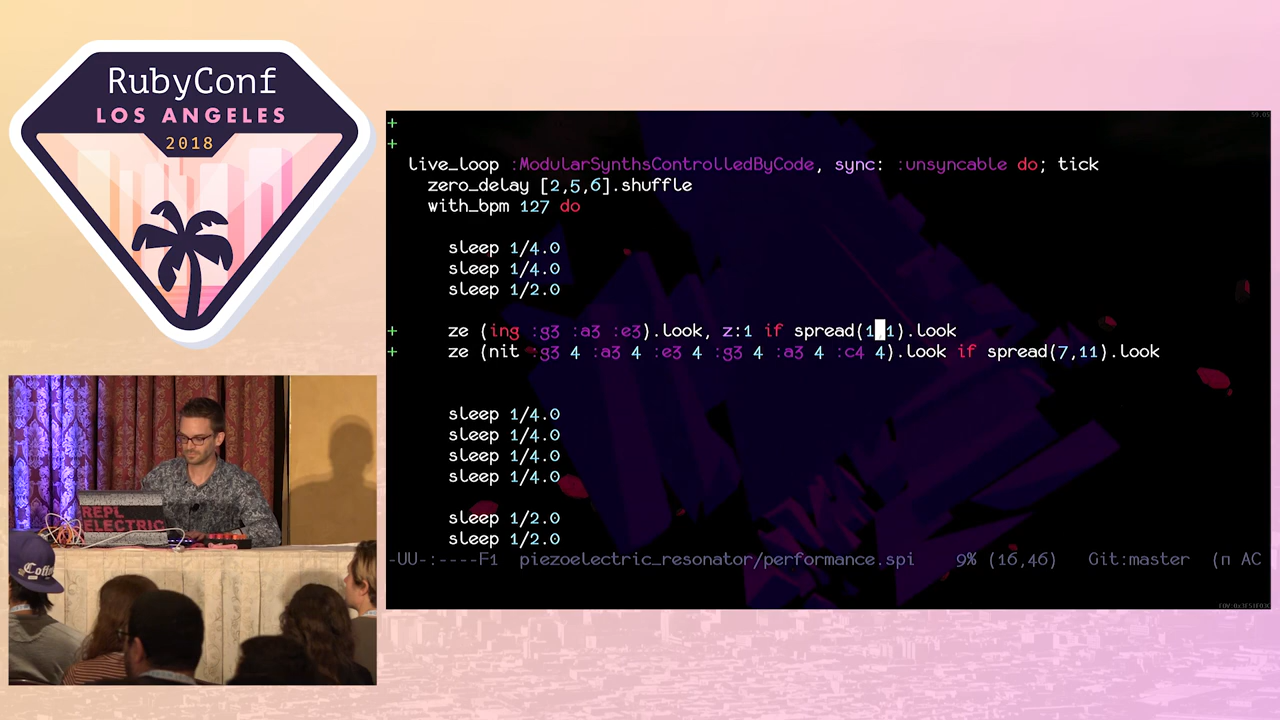 RubyConf
LOS ANGELES
2018
+
+
live_loop :ModularSynthsControlledByCode, sync: :unsyncable do; tick
zero_delay [2,5,6].shuffle
with_bpm 127 do
sleep 1/4.0
sleep 1/4.0
sleep 1/2.0
+ ze (ing :g3 :a3 :e3).look, z:1 if spread(1,1).look
+ ze (nit :g3 4 :a3 4 :e3 4 :g3 4 :a3 4 :c4 4).look if spread(7,11).look
sleep 1/4.0
sleep 1/4.0
sleep 1/4.0
sleep 1/4.0
sleep 1/2.0
sleep 1/2.0
-UU-:----F1 piezoelectric_resonator/performance.spi 9% (16,46) Git:master (π AC
REPL
ELECTRIC